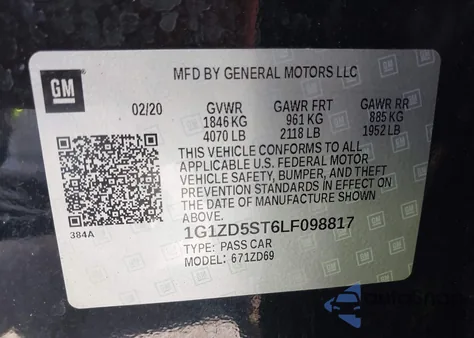 GM
MFD BY GENERAL MOTORS LLC
02/20 GVWR GAWR FRT GAWR RR
1846 KG 961 KG 885 KG
4070 LB 2118 LB 1952 LB
THIS VEHICLE CONFORMS TO ALL
APPLICABLE U.S. FEDERAL MOTOR
VEHICLE SAFETY, BUMPER, AND THEFT
PREVENTION STANDARDS IN EFFECT ON
THE DATE OF MANUFACTURE SHOWN
ABOVE.
384A
1G1ZD5ST6LF098817
TYPE: PASS CAR
MODEL: 671ZD69